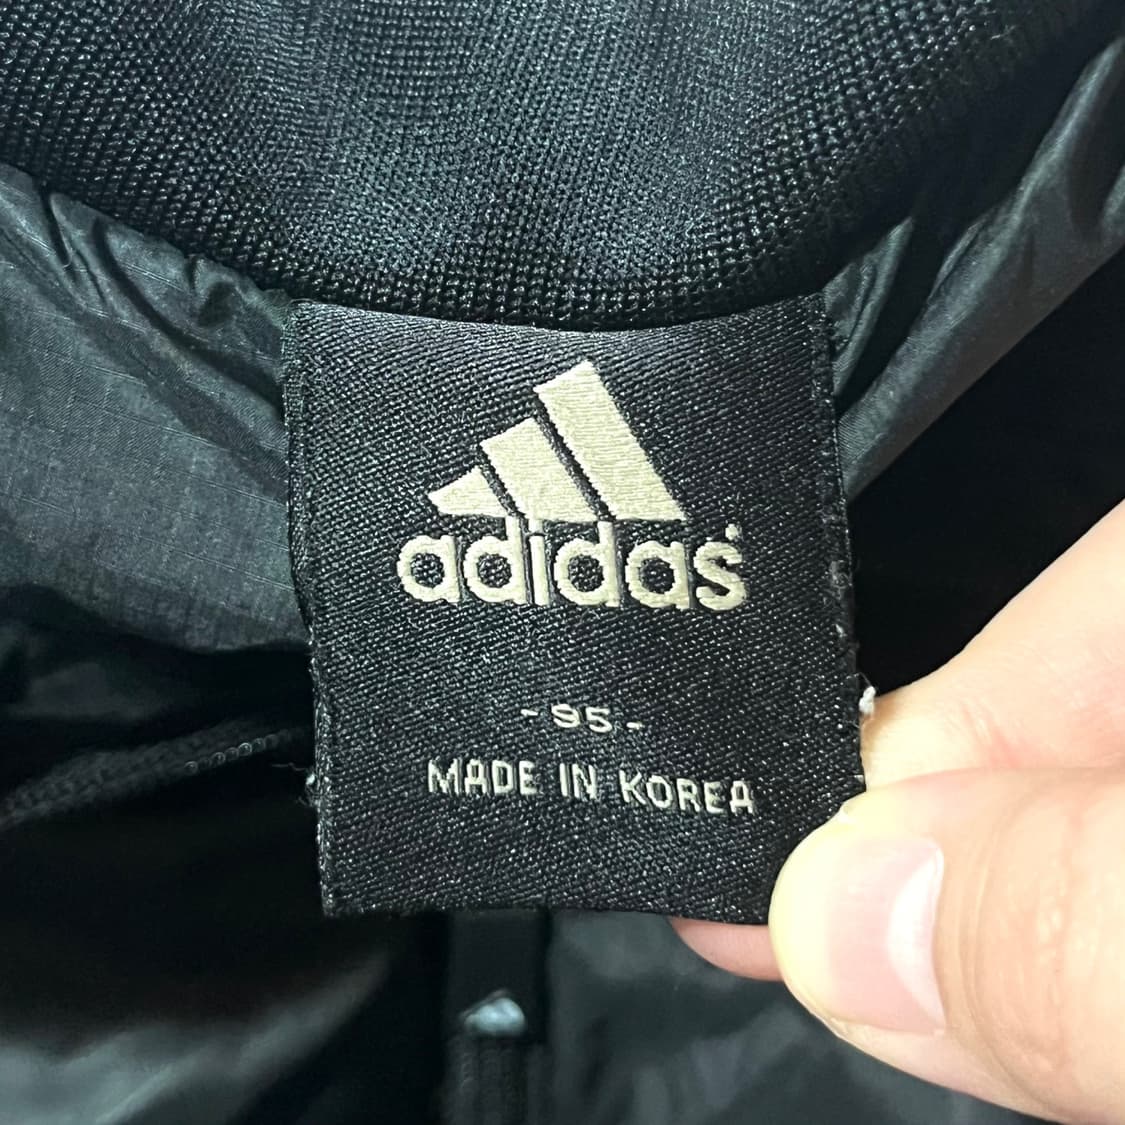 adidas
- 95 -
MADE IN KOREA